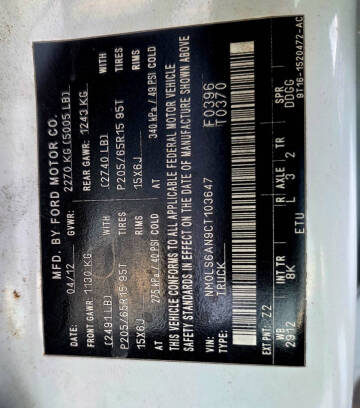 MFD. BY FORD MOTOR CO.
DATE: 04/12 GVWR: 2270 KG (5005 LB)
FRONT GAWR: 1130 KG REAR GAWR: 1243 KG
(2491 LB) WITH (2740 LB) WITH
P205/65R15 95T TIRES P205/65R15 95T TIRES
15X6J RIMS 15X6J RIMS
AT 275 kPa / 40 PSI COLD AT 340 kPa / 49 PSI COLD
THIS VEHICLE CONFORMS TO ALL APPLICABLE FEDERAL MOTOR VEHICLE
SAFETY STANDARDS IN EFFECT ON THE DATE OF MANUFACTURE SHOWN ABOVE
VIN: NM0LS6AN9CT103647 F0396
TYPE: TRUCK T0370
EXT PNT: Z2 ETU
WB INT TR R AXLE TR SPR
2912 8K L 3 2 DDGG
9T16-1520472-AC